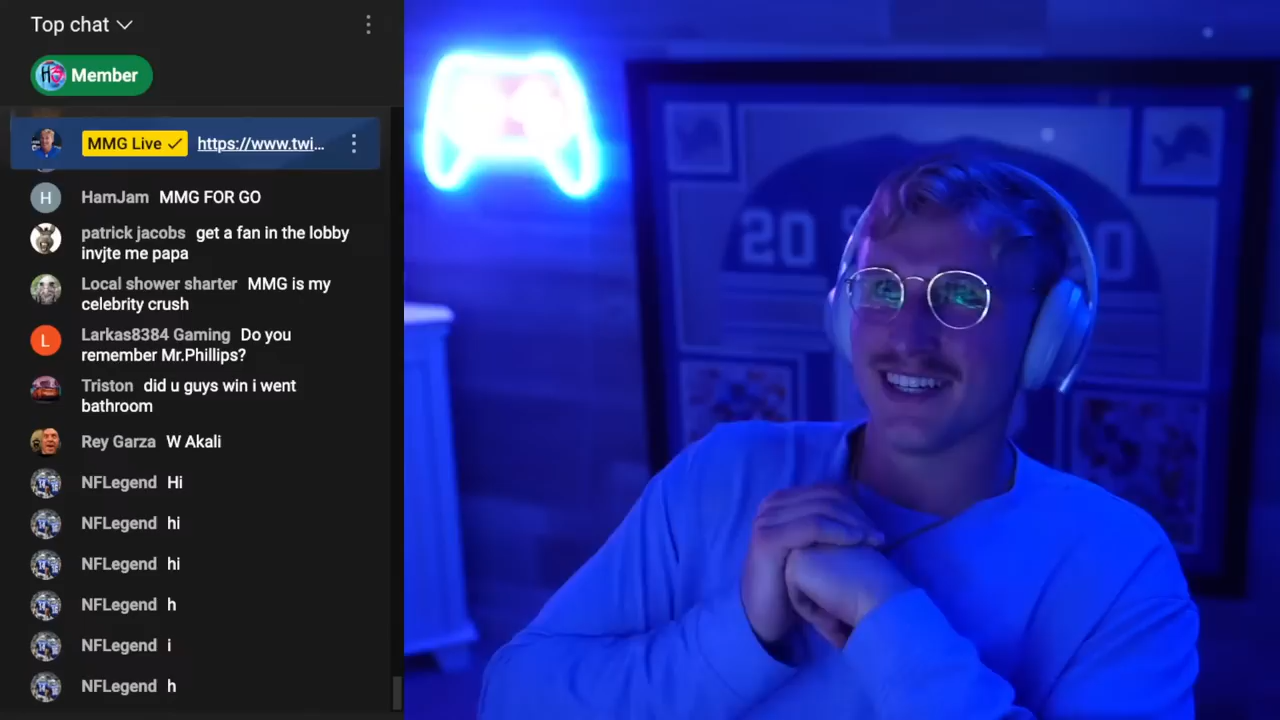 Top chat
Member
MMG Live https://www.twi...
HamJam MMG FOR GO
patrick jacobs get a fan in the lobby
invjte me papa
Local shower sharter MMG is my
celebrity crush
L Larkas8384 Gaming Do you
remember Mr.Phillips?
Triston did u guys win i went
bathroom
Rey Garza W Akali
NFLegend Hi
NFLegend hi
NFLegend hi
NFLegend h
NFLegend i
NFLegend h
H
20
0